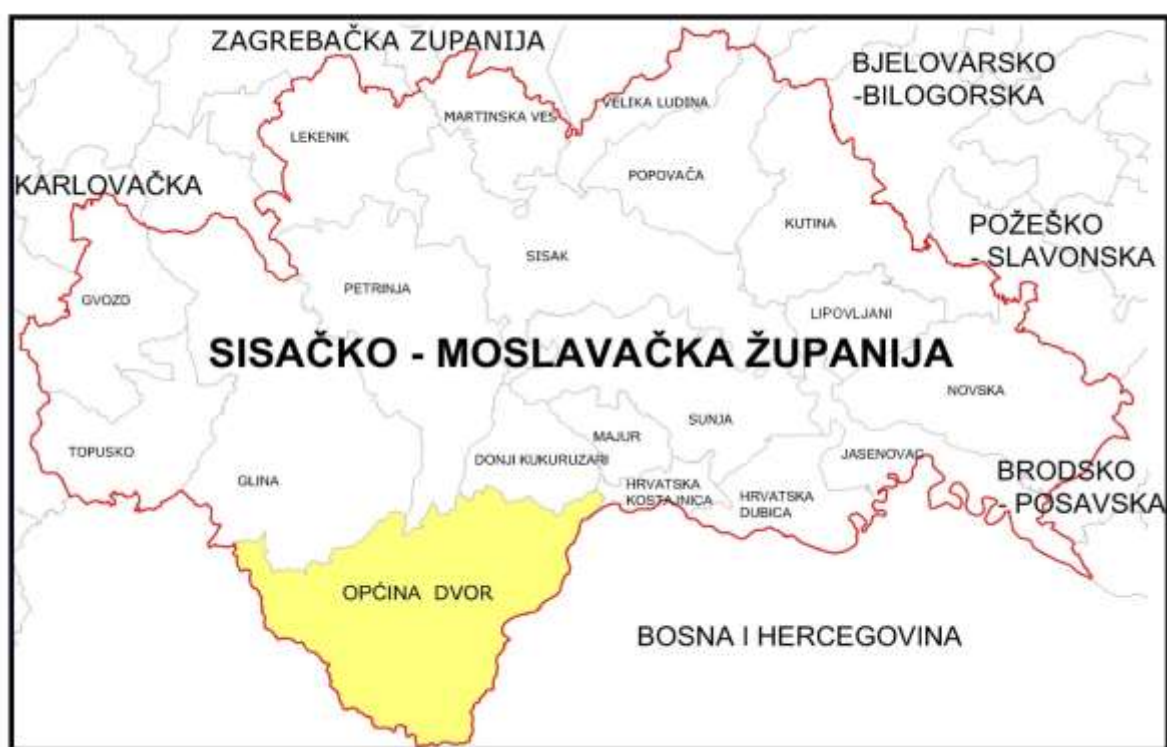 ZAGREBAČKA ŽUPANIJA
BJELOVARSKO
-BILOGORSKA
VELIKA LUDINA
MARTINSKA VES
LEKENIK
KARLOVAČKA
POPOVAČA
KUTINA
POŽEŠKO
- SLAVONSKA
SISAK
PETRINJA
GVOZD
LIPOVLJANI
SISAČKO - MOSLAVAČKA ŽUPANIJA
NOVSKA
SUNJA
MAJUR
TOPUSKO
DONJI KUKURUZARI
JASENOVAC
GLINA
BRODSKO
- POSAVSKA
HRVATSKA
KOSTAJNICA
HRVATSKA
DUBICA
OPĆINA DVOR
BOSNA I HERCEGOVINA